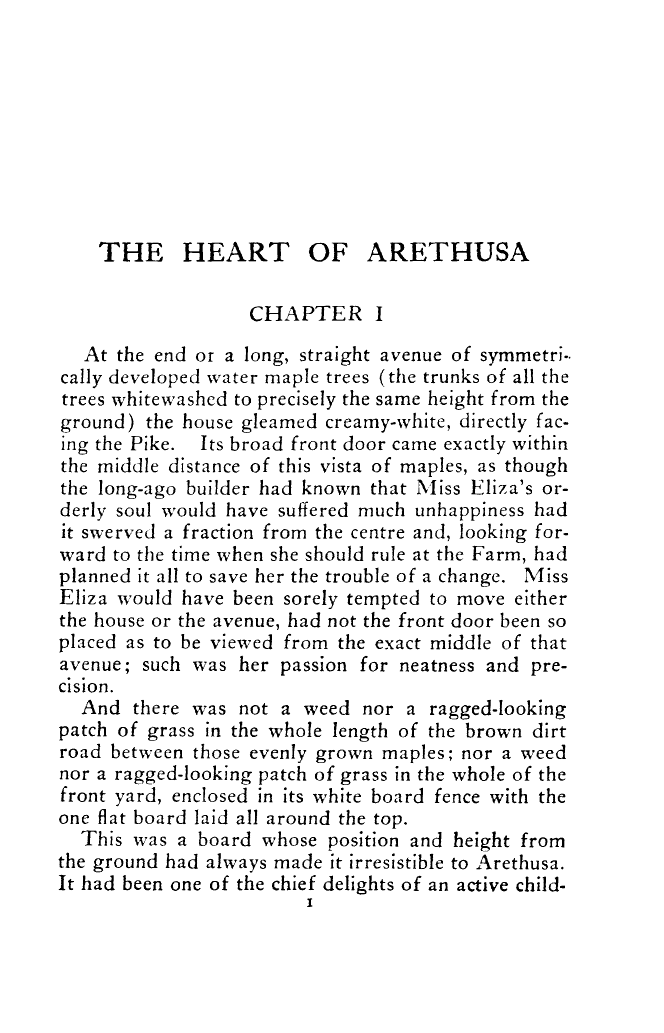 THE HEART OF ARETHUSA
CHAPTER I
At the end or a long, straight avenue of symmetri-
cally developed water maple trees (the trunks of all the
trees whitewashed to precisely the same height from the
ground) the house gleamed creamy-white, directly fac-
ing the Pike. Its broad front door came exactly within
the middle distance of this vista of maples, as though
the long-ago builder had known that Miss Eliza's or-
derly soul would have suffered much unhappiness had
it swerved a fraction from the centre and, looking for-
ward to the time when she should rule at the Farm, had
planned it all to save her the trouble of a change. Miss
Eliza would have been sorely tempted to move either
the house or the avenue, had not the front door been so
placed as to be viewed from the exact middle of that
avenue; such was her passion for neatness and pre-
cision.
And there was not a weed nor a ragged-looking
patch of grass in the whole length of the brown dirt
road between those evenly grown maples; nor a weed
nor a ragged-looking patch of grass in the whole of the
front yard, enclosed in its white board fence with the
one flat board laid all around the top.
This was a board whose position and height from
the ground had always made it irresistible to Arethusa.
It had been one of the chief delights of an active child-
1